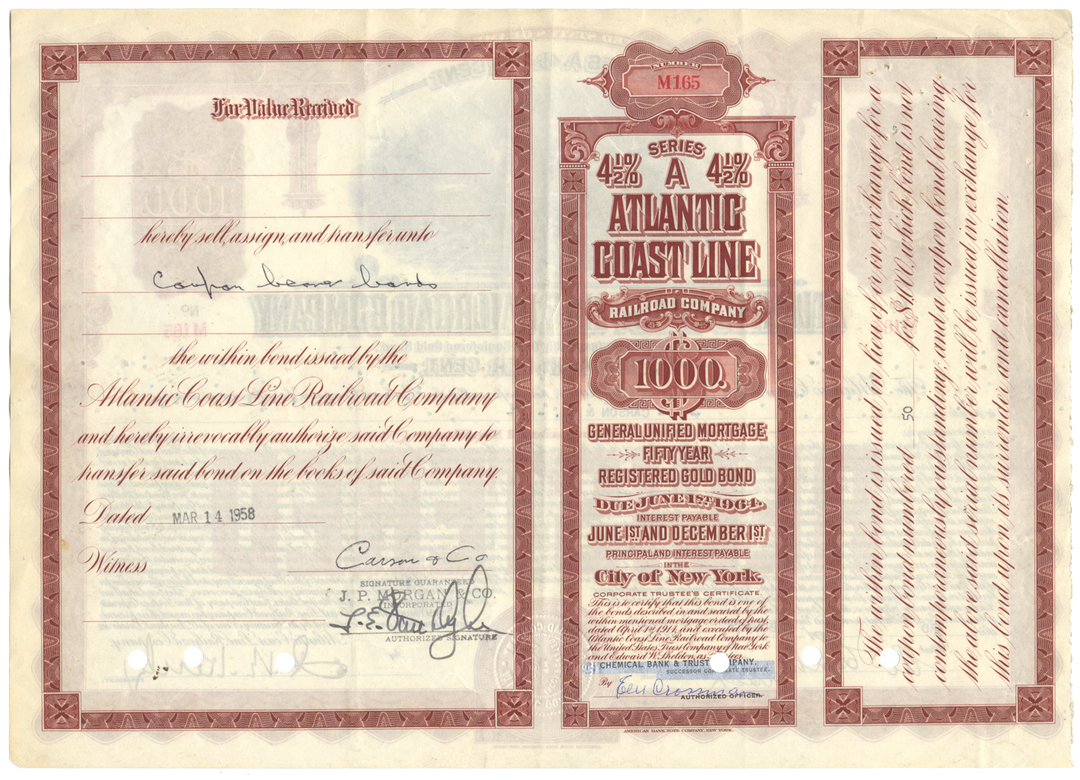 For Value Received
hereby sell, assign, and transfer unto
Coupon bearer bonds
the within bond issued by the
Atlantic Coast Line Railroad Company
and hereby irrevocably authorize said Company to
transfer said bond on the books of said Company
Dated MAR 14 1958
Witness
Carson & Co
SIGNATURE GUARANTEED
J. P. MORGAN & CO.
INCORPORATED
AUTHORIZED SIGNATURE
NUMBER
M165
SERIES
4½% A 4½%
ATLANTIC
COAST LINE
RAILROAD COMPANY
1000.
GENERAL UNIFIED MORTGAGE
FIFTY YEAR
REGISTERED GOLD BOND
DUE JUNE 1ST, 1964.
INTEREST PAYABLE
JUNE 1ST AND DECEMBER 1ST
PRINCIPAL AND INTEREST PAYABLE
IN THE
City of New York.
CORPORATE TRUSTEE'S CERTIFICATE.
This is to certify that this bond is one of
the bonds described in and secured by the
within mentioned mortgage or deed of trust,
dated April 1st 1914, and executed by the
Atlantic Coast Line Railroad Company to
the United States Trust Company of New York
and Edward W. Sheldon, as Trustees.
CHEMICAL BANK & TRUST COMPANY,
SUCCESSOR CORPORATE TRUSTEE.
By
AUTHORIZED OFFICER.
AMERICAN BANK NOTE COMPANY, NEW YORK.
The within bond is issued in lieu of or in exchange for a
coupon bond numbered 50 for $1,000, which bond is not
contemporaneously outstanding; and a coupon bond bearing
the said serial number will be issued in exchange for
this bond upon its surrender and cancellation.